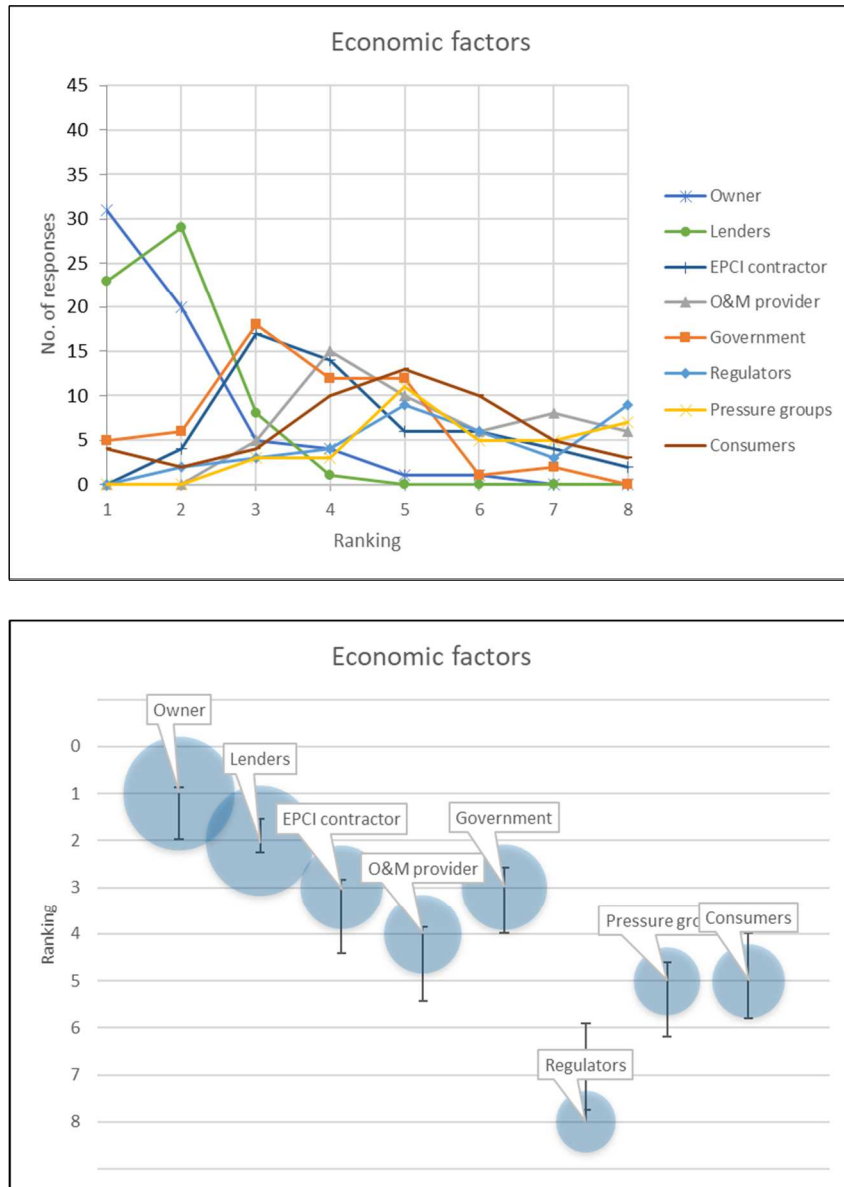 Economic factors
No. of responses
45
40
35
30
25
20
15
10
5
0
1 2 3 4 5 6 7 8
Ranking
Owner
Lenders
EPCI contractor
O&M provider
Government
Regulators
Pressure groups
Consumers
Economic factors
Ranking
0
1
2
3
4
5
6
7
8
Owner
Lenders
EPCI contractor
O&M provider
Government
Pressure gro
Consumers
Regulators